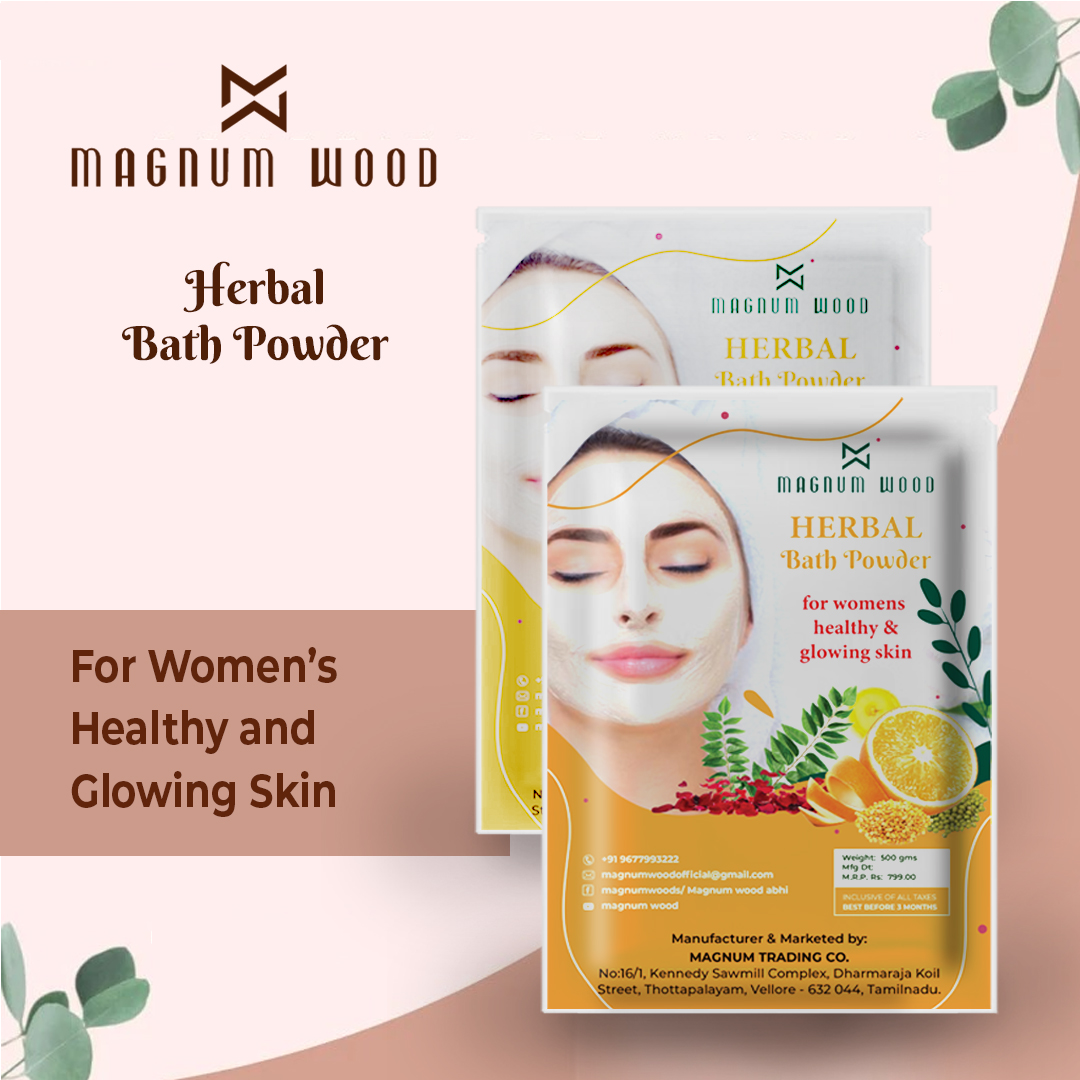 MAGNUM WOOD
Herbal
Bath Powder
For Women's
Healthy and
Glowing Skin
MAGNUM WOOD
HERBAL
Bath Powder
MAGNUM WOOD
HERBAL
Bath Powder
for womens
healthy &
glowing skin
+91 9677993222
magnumwoodofficial@gmail.com
magnumwoods/ Magnum wood abhi
magnum wood
Weight: 500 gms
Mfg Dt:
M.R.P. Rs: 799.00
INCLUSIVE OF ALL TAXES
BEST BEFORE 3 MONTHS
Manufacturer & Marketed by:
MAGNUM TRADING CO.
No:16/1, Kennedy Sawmill Complex, Dharmaraja Koil
Street, Thottapalayam, Vellore - 632 044, Tamilnadu.